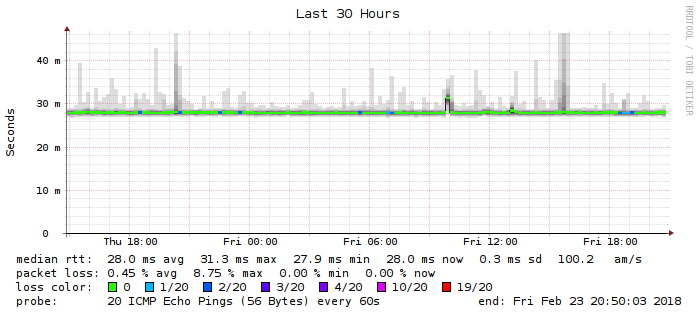 Last 30 Hours
RRDTOOL / TOBI OETIKER
Seconds
40 m
30 m
20 m
10 m
0
Thu 18:00 Fri 00:00 Fri 06:00 Fri 12:00 Fri 18:00
median rtt: 28.0 ms avg 31.3 ms max 27.9 ms min 28.0 ms now 0.3 ms sd 100.2 am/s
packet loss: 0.45 % avg 8.75 % max 0.00 % min 0.00 % now
loss color: 0 1/20 2/20 3/20 4/20 10/20 19/20
probe: 20 ICMP Echo Pings (56 Bytes) every 60s end: Fri Feb 23 20:50:03 2018